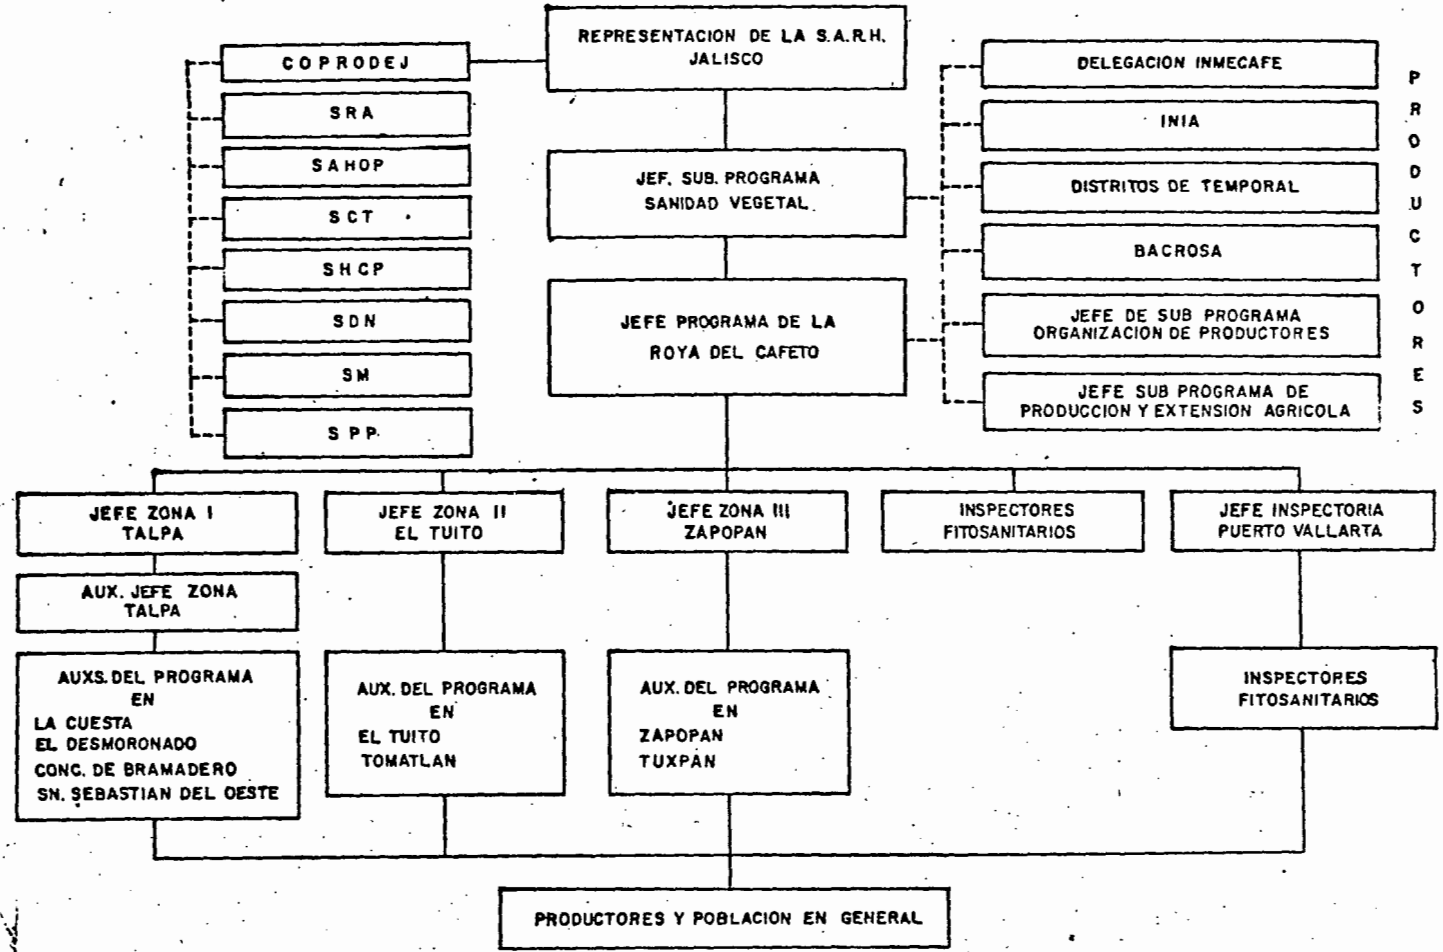 REPRESENTACION DE LA S.A.R.H.
JALISCO
COPRODEJ
SRA
SAHOP
SCT
SHCP
SDN
SM
SPP
JEF. SUB. PROGRAMA
SANIDAD VEGETAL
JEFE PROGRAMA DE LA
ROYA DEL CAFETO
DELEGACION INMECAFE
INIA
DISTRITOS DE TEMPORAL
BACROSA
JEFE DE SUB PROGRAMA
ORGANIZACION DE PRODUCTORES
JEFE SUB PROGRAMA DE
PRODUCCION Y EXTENSION AGRICOLA
PRODUCTORES
JEFE ZONA I
TALPA
AUX. JEFE ZONA
TALPA
AUXS. DEL PROGRAMA
EN
LA CUESTA
EL DESMORONADO
CONC. DE BRAMADERO
SN. SEBASTIAN DEL OESTE
JEFE ZONA II
EL TUITO
AUX. DEL PROGRAMA
EN
EL TUITO
TOMATLAN
JEFE ZONA III
ZAPOPAN
AUX. DEL PROGRAMA
EN
ZAPOPAN
TUXPAN
INSPECTORES
FITOSANITARIOS
JEFE INSPECTORIA
PUERTO VALLARTA
INSPECTORES
FITOSANITARIOS
PRODUCTORES Y POBLACION EN GENERAL